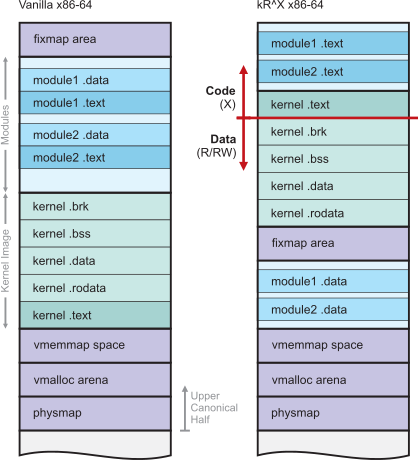 Vanilla x86-64
fixmap area
module1 .data
module1 .text
module2 .data
module2 .text
kernel .brk
kernel .bss
kernel .data
kernel .rodata
kernel .text
vmemmap space
vmalloc arena
physmap
Modules
Kernel Image
Upper
Canonical
Half
kR^X x86-64
module1 .text
module2 .text
kernel .text
kernel .brk
kernel .bss
kernel .data
kernel .rodata
fixmap area
module1 .data
module2 .data
vmemmap space
vmalloc arena
physmap
Code
(X)
Data
(R/RW)